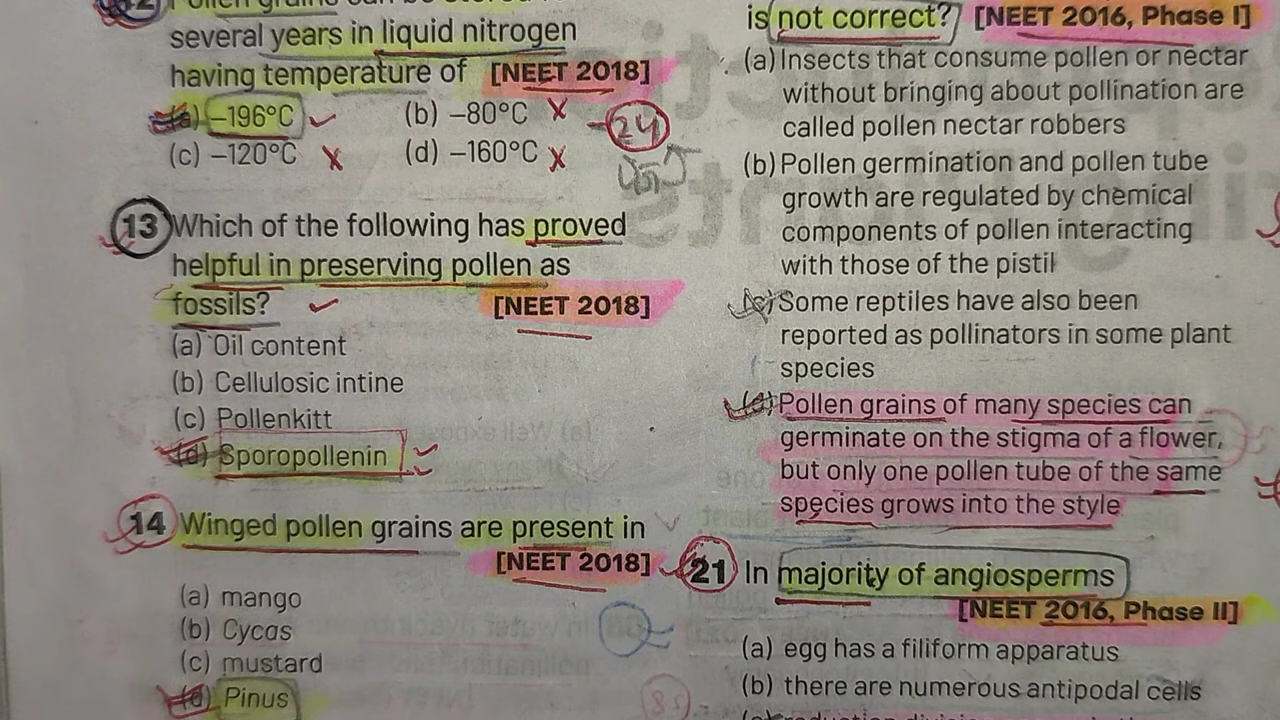 Pollen grains can be stored
several years in liquid nitrogen
having temperature of [NEET 2018]
(a) –196°C (b) –80°C
-24
(c) –120°C (d) –160°C
13 Which of the following has proved
helpful in preserving pollen as
fossils? [NEET 2018]
(a) Oil content
(b) Cellulosic intine
(c) Pollenkitt
(d) Sporopollenin
14 Winged pollen grains are present in
[NEET 2018]
(a) mango
(b) Cycas
(c) mustard
(d) Pinus
is not correct? [NEET 2016, Phase I]
(a) Insects that consume pollen or nectar
without bringing about pollination are
called pollen nectar robbers
(b) Pollen germination and pollen tube
growth are regulated by chemical
components of pollen interacting
with those of the pistil
(c) Some reptiles have also been
reported as pollinators in some plant
species
(d) Pollen grains of many species can
germinate on the stigma of a flower,
but only one pollen tube of the same
species grows into the style
21 In majority of angiosperms
[NEET 2016, Phase II]
(a) egg has a filiform apparatus
(b) there are numerous antipodal cells